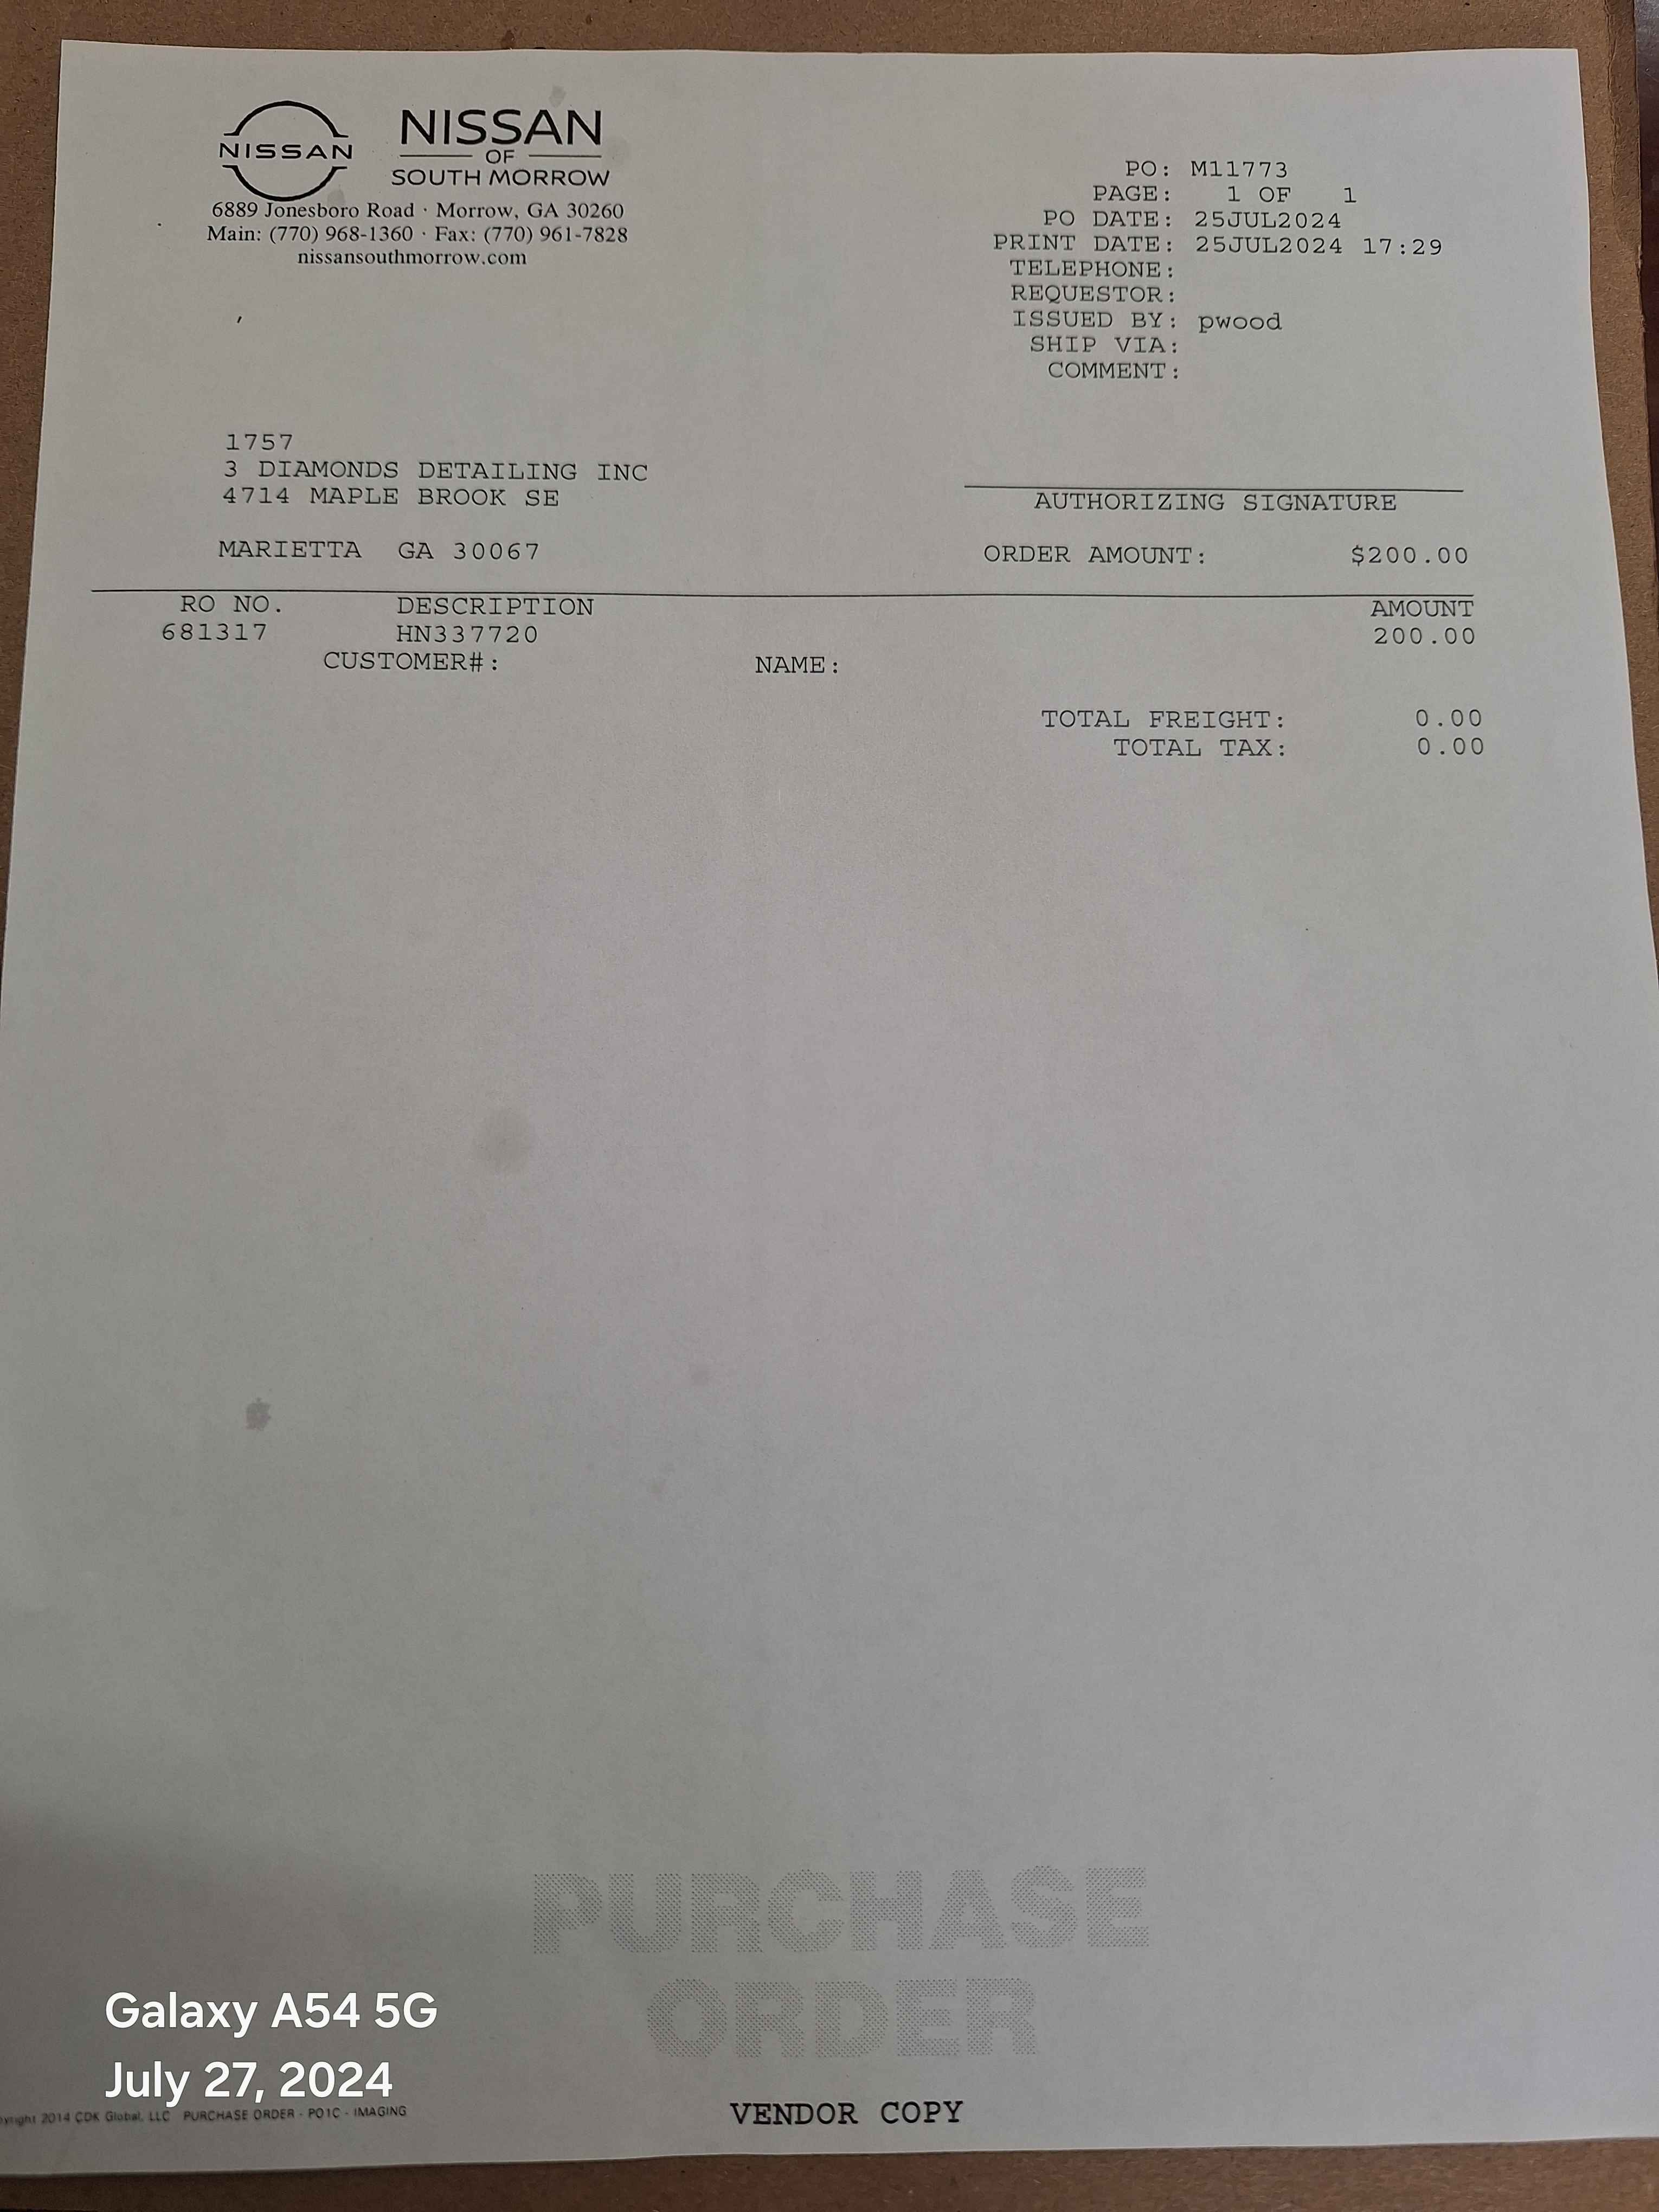 NISSAN
NISSAN
OF
SOUTH MORROW
6889 Jonesboro Road · Morrow, GA 30260
Main: (770) 968-1360 · Fax: (770) 961-7828
nissansouthmorrow.com
PO: M11773
PAGE: 1 OF 1
PO DATE: 25JUL2024
PRINT DATE: 25JUL2024 17:29
TELEPHONE:
REQUESTOR:
ISSUED BY: pwood
SHIP VIA:
COMMENT:
1757
3 DIAMONDS DETAILING INC
4714 MAPLE BROOK SE
MARIETTA GA 30067
AUTHORIZING SIGNATURE
ORDER AMOUNT: $200.00
RO NO. DESCRIPTION AMOUNT
681317 HN337720 200.00
CUSTOMER#: NAME:
TOTAL FREIGHT: 0.00
TOTAL TAX: 0.00
PURCHASE
ORDER
Galaxy A54 5G
July 27, 2024
2014 CDK Global, LLC PURCHASE ORDER - PO1C - IMAGING
VENDOR COPY